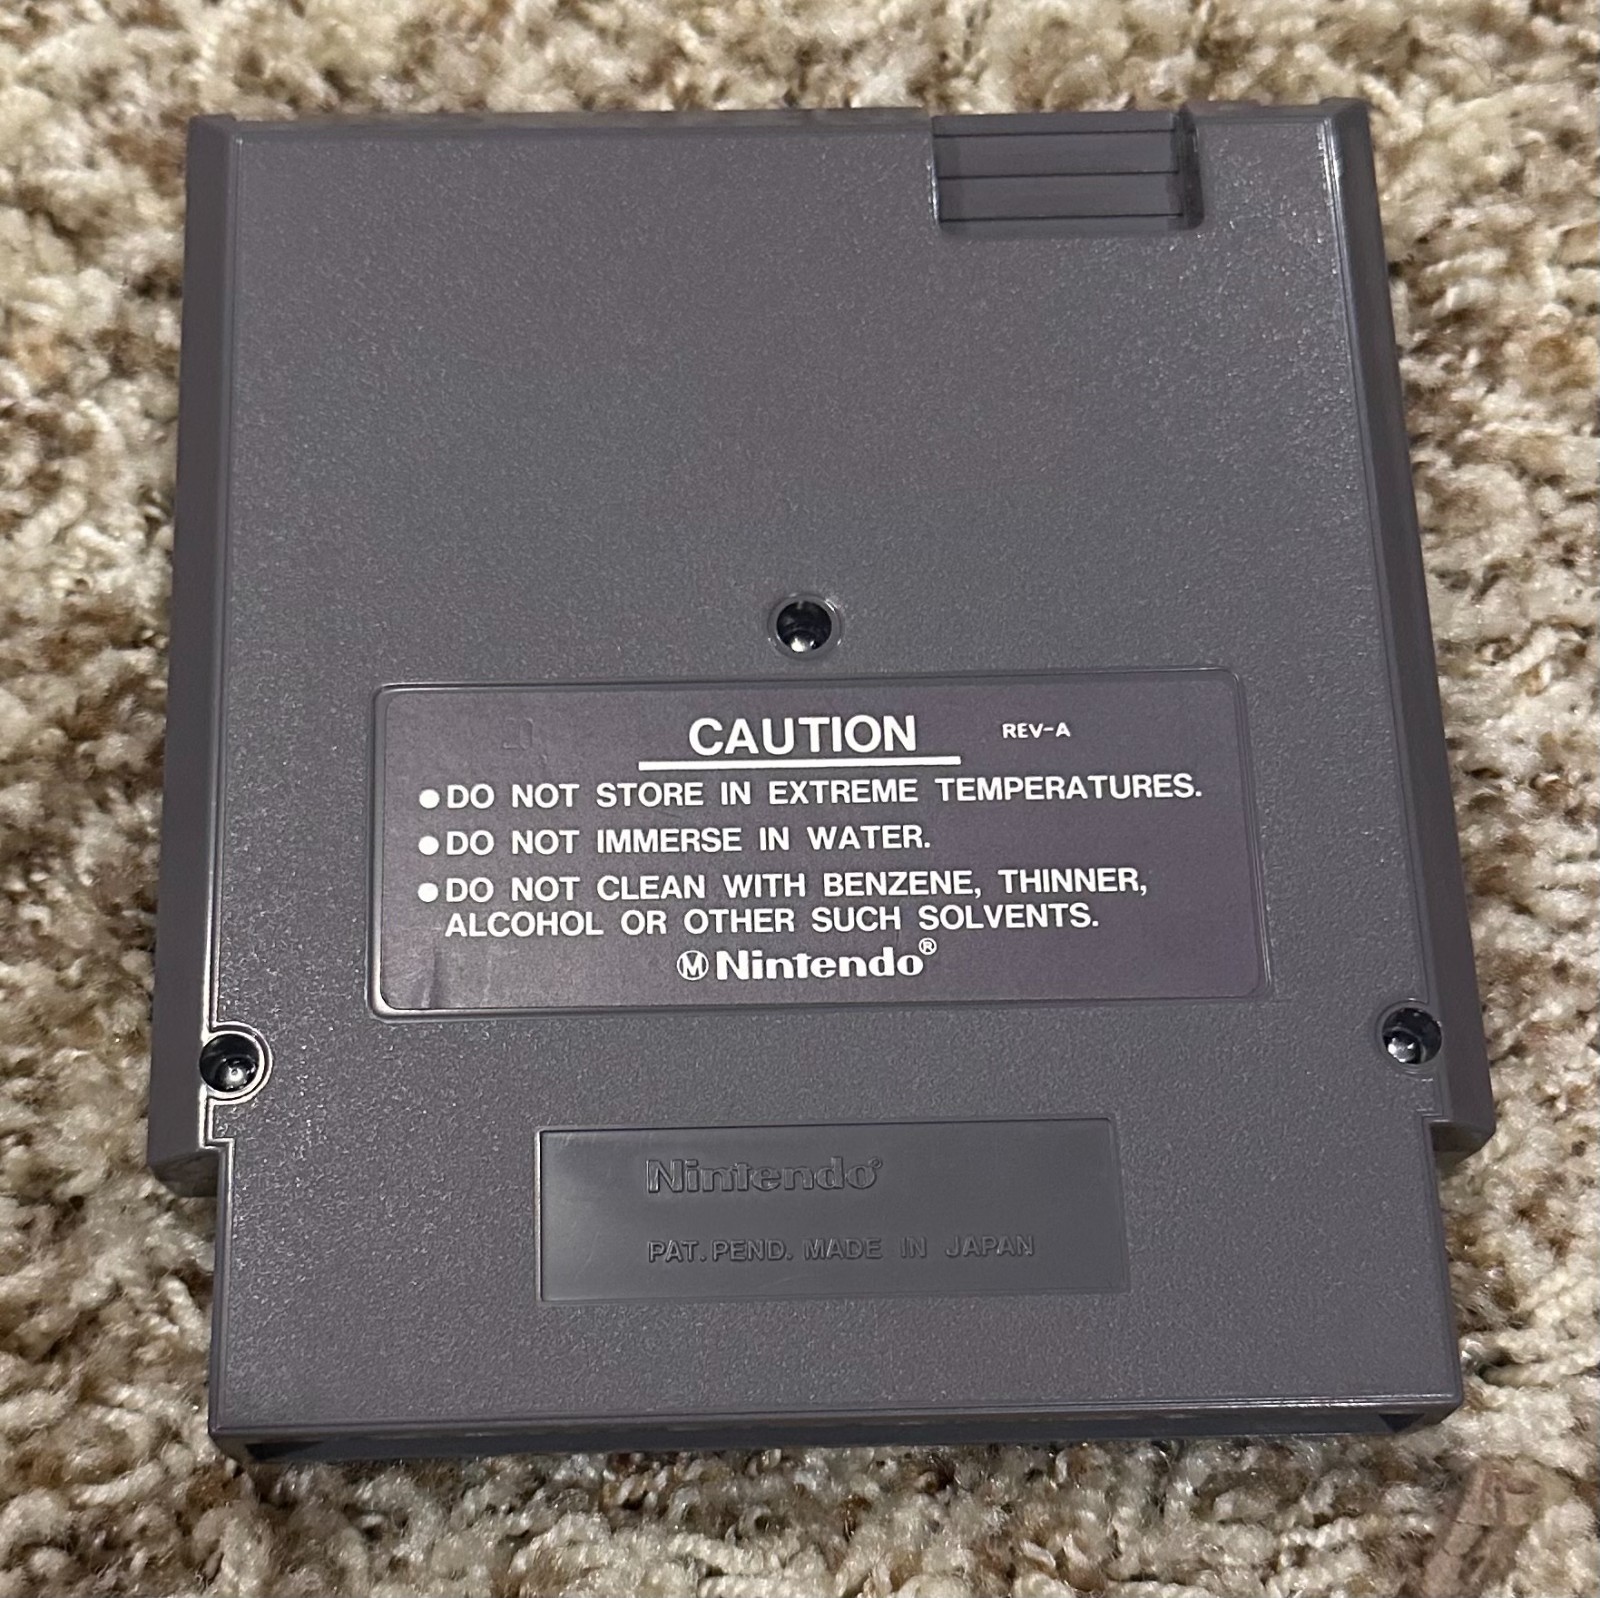 CAUTION REV-A
●DO NOT STORE IN EXTREME TEMPERATURES.
●DO NOT IMMERSE IN WATER.
●DO NOT CLEAN WITH BENZENE, THINNER,
ALCOHOL OR OTHER SUCH SOLVENTS.
Ⓜ Nintendo®
Nintendo®
PAT. PEND. MADE IN JAPAN